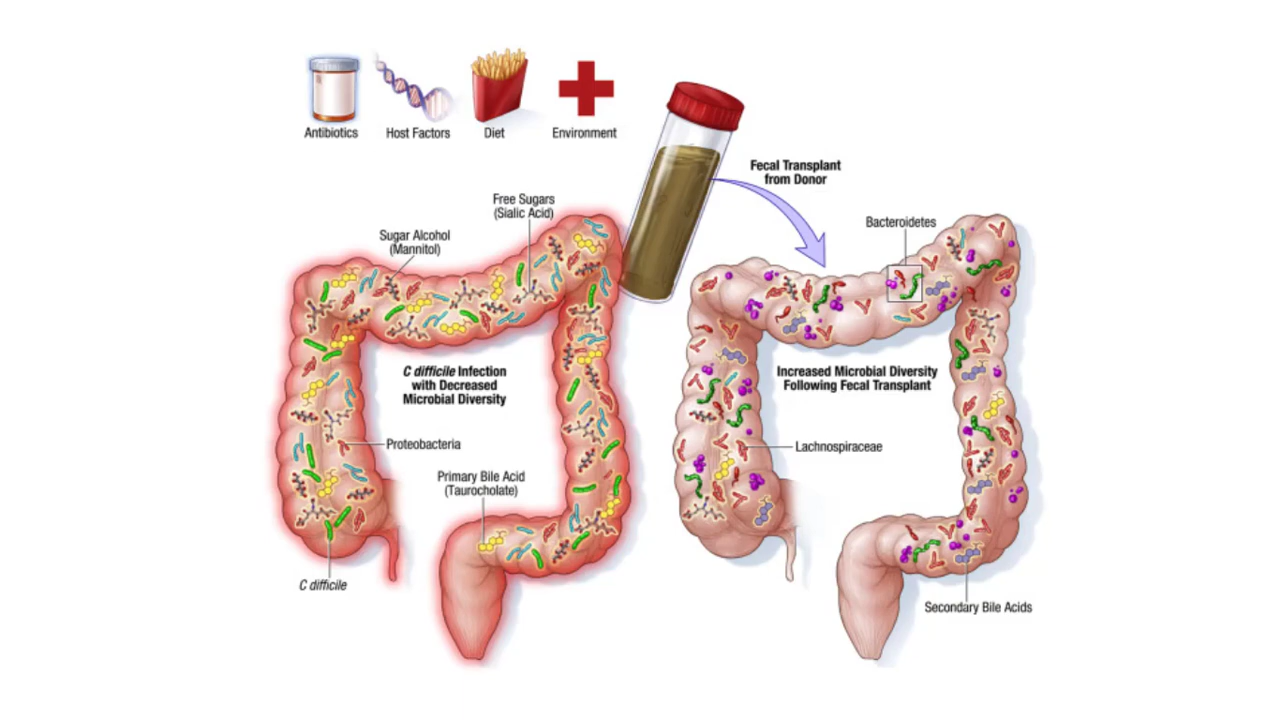 Antibiotics
Host Factors
Diet
Environment
Fecal Transplant
from Donor
Free Sugars
(Sialic Acid)
Sugar Alcohol
(Mannitol)
Bacteroidetes
C difficile Infection
with Decreased
Microbial Diversity
Increased Microbial Diversity
Following Fecal Transplant
Proteobacteria
Lachnospiraceae
Primary Bile Acid
(Taurocholate)
C difficile
Secondary Bile Acids